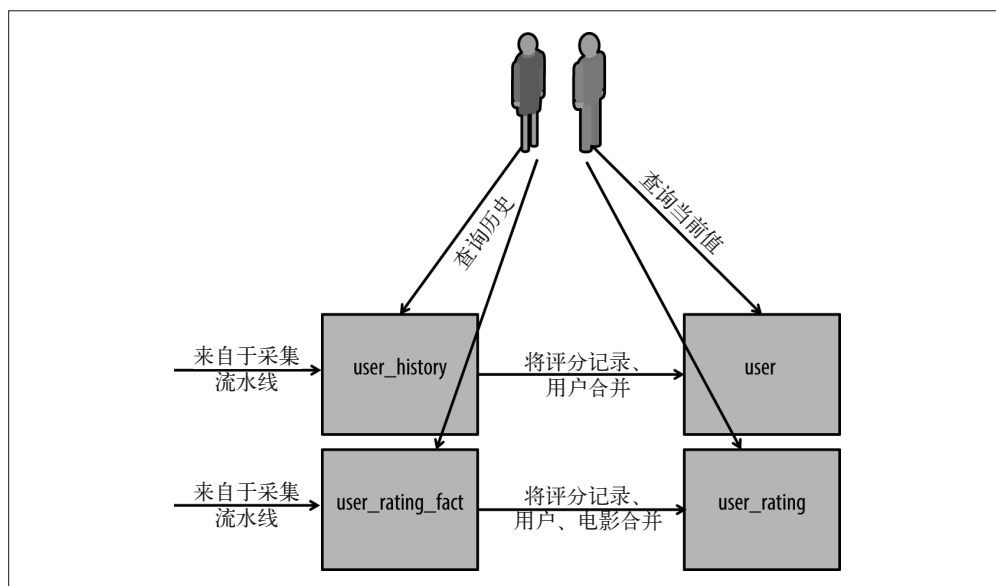 查询历史
查询当前值
来自于采集
流水线
user_history
将评分记录、
用户合并
user
来自于采集
流水线
user_rating_fact
将评分记录、
用户、电影合并
user_rating